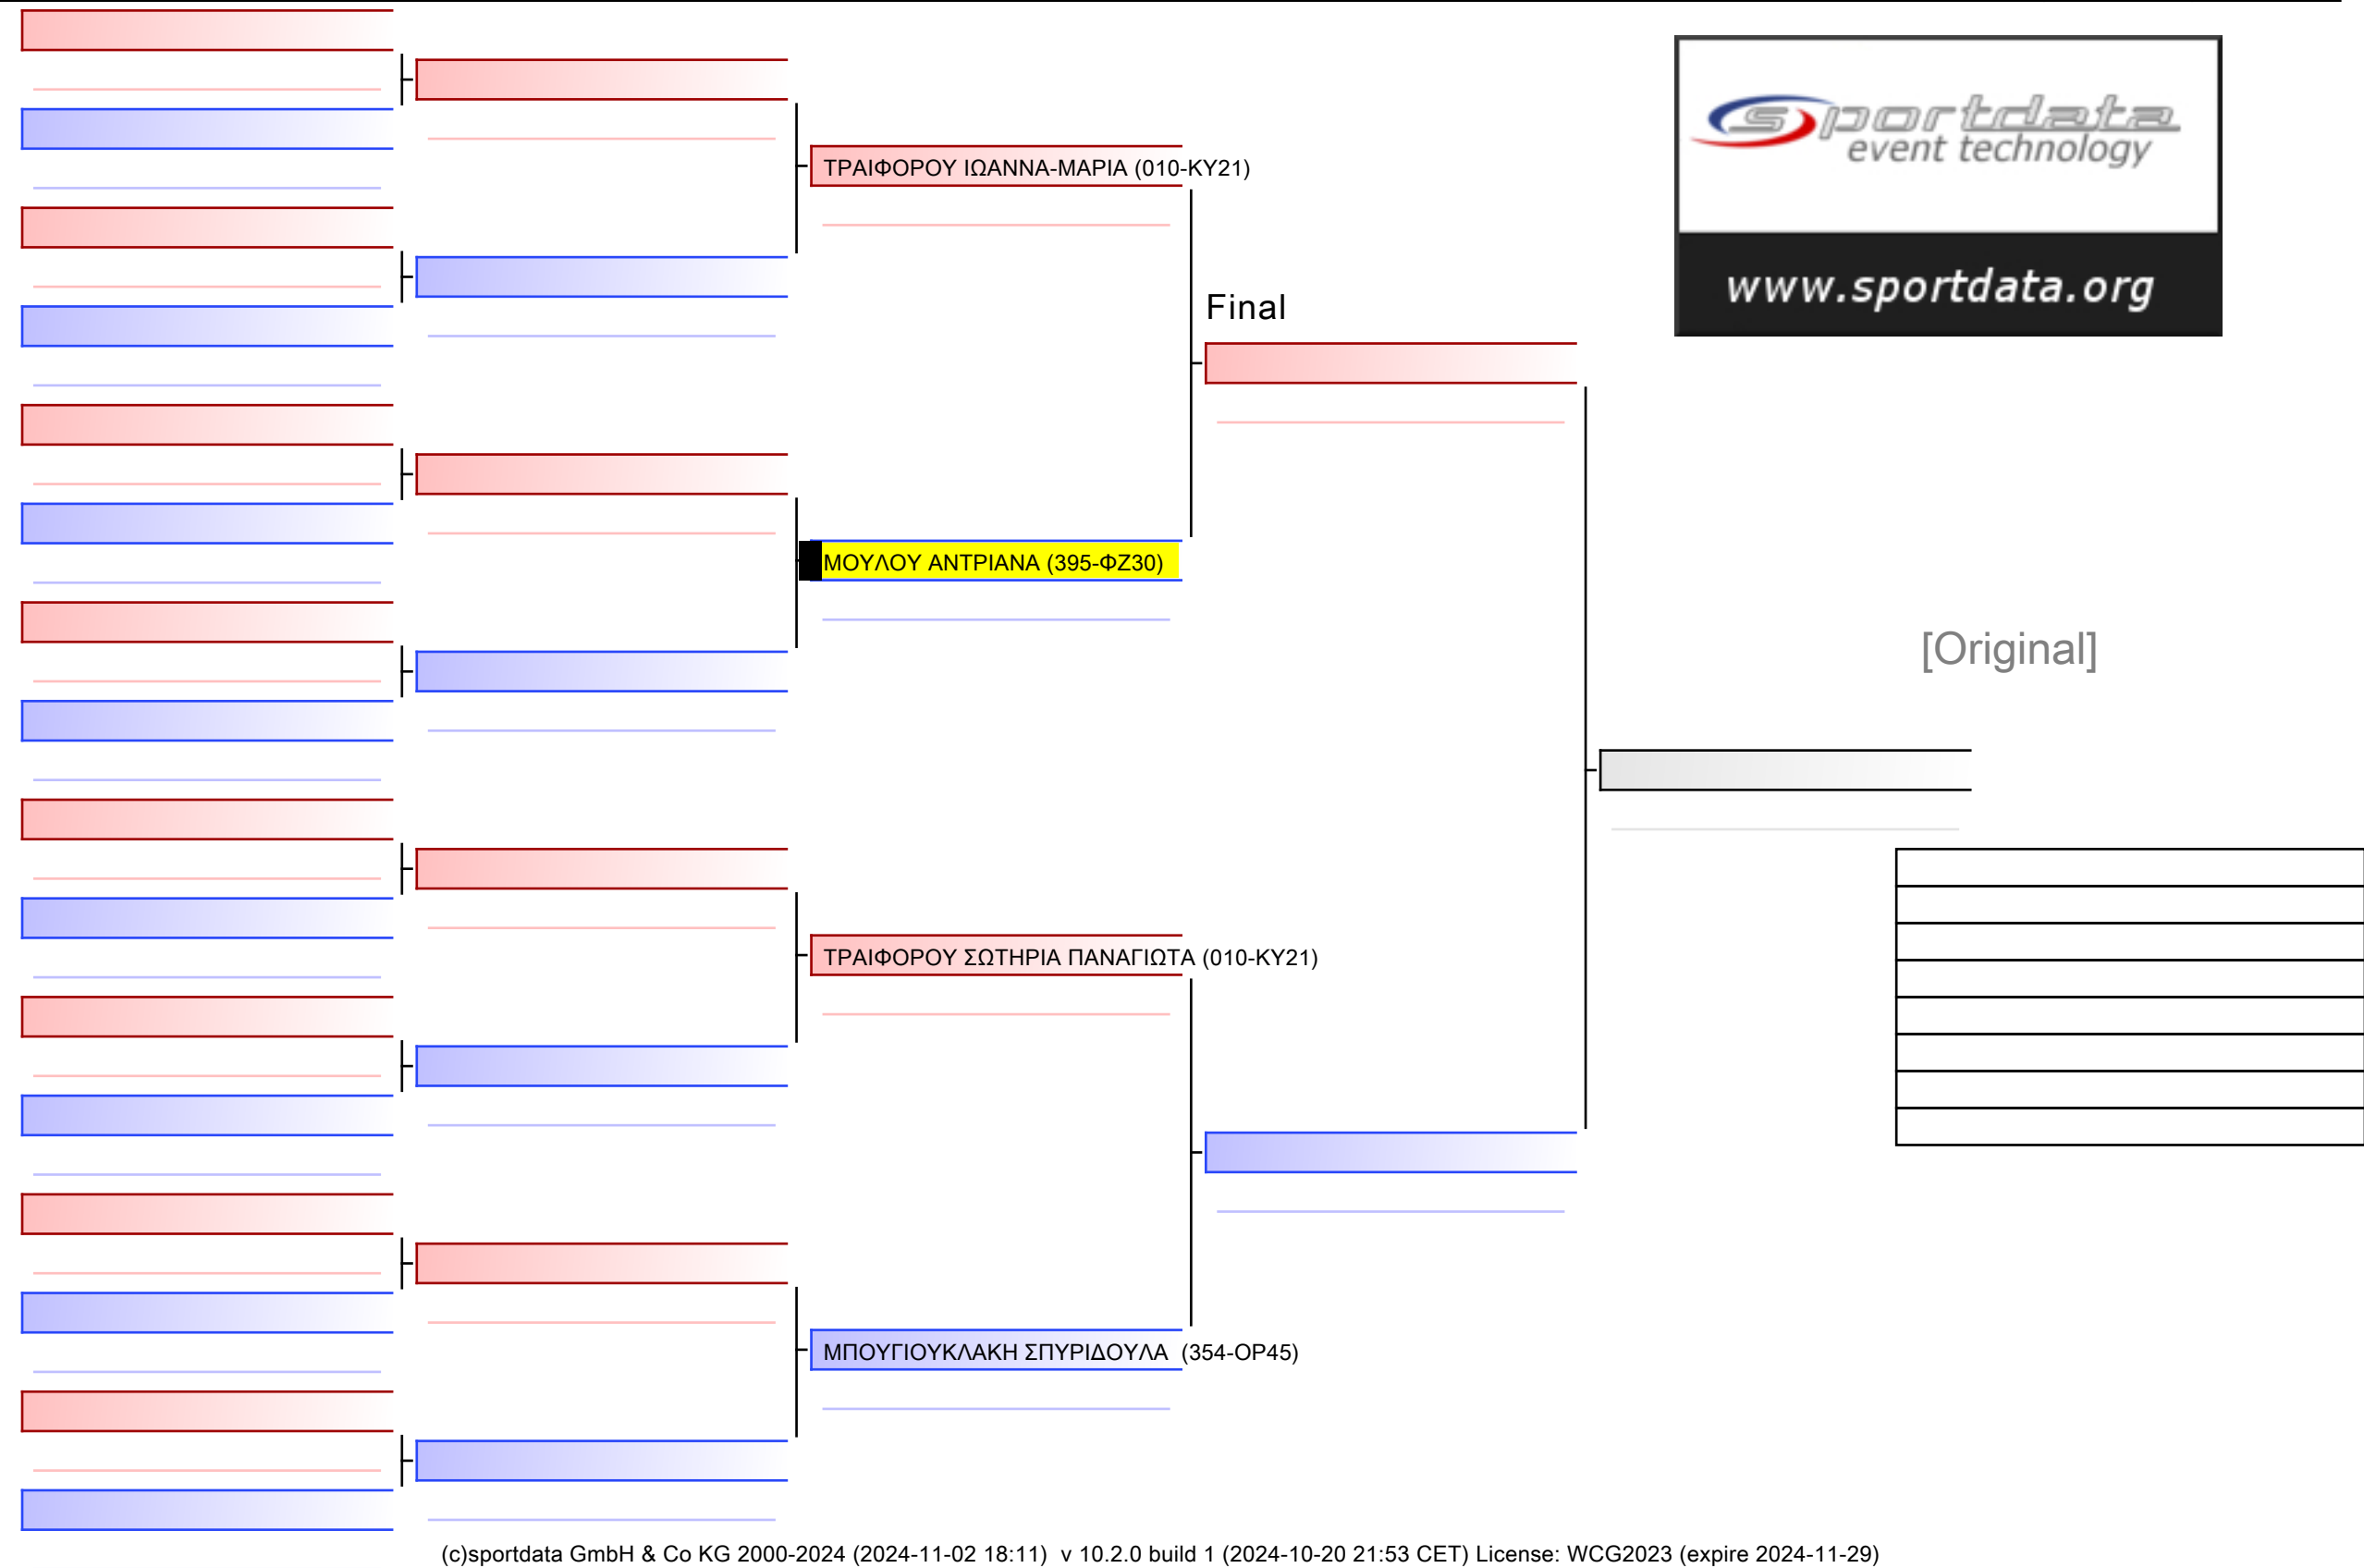 sportdata
event technology
www.sportdata.org
ΤΡΑΙΦΟΡΟΥ ΙΩΑΝΝΑ-ΜΑΡΙΑ (010-ΚΥ21)
Final
ΜΟΥΛΟΥ ΑΝΤΡΙΑΝΑ (395-ΦΖ30)
[Original]
ΤΡΑΙΦΟΡΟΥ ΣΩΤΗΡΙΑ ΠΑΝΑΓΙΩΤΑ (010-ΚΥ21)
ΜΠΟΥΓΙΟΥΚΛΑΚΗ ΣΠΥΡΙΔΟΥΛΑ (354-ΟΡ45)
(c)sportdata GmbH & Co KG 2000-2024 (2024-11-02 18:11) v 10.2.0 build 1 (2024-10-20 21:53 CET) License: WCG2023 (expire 2024-11-29)